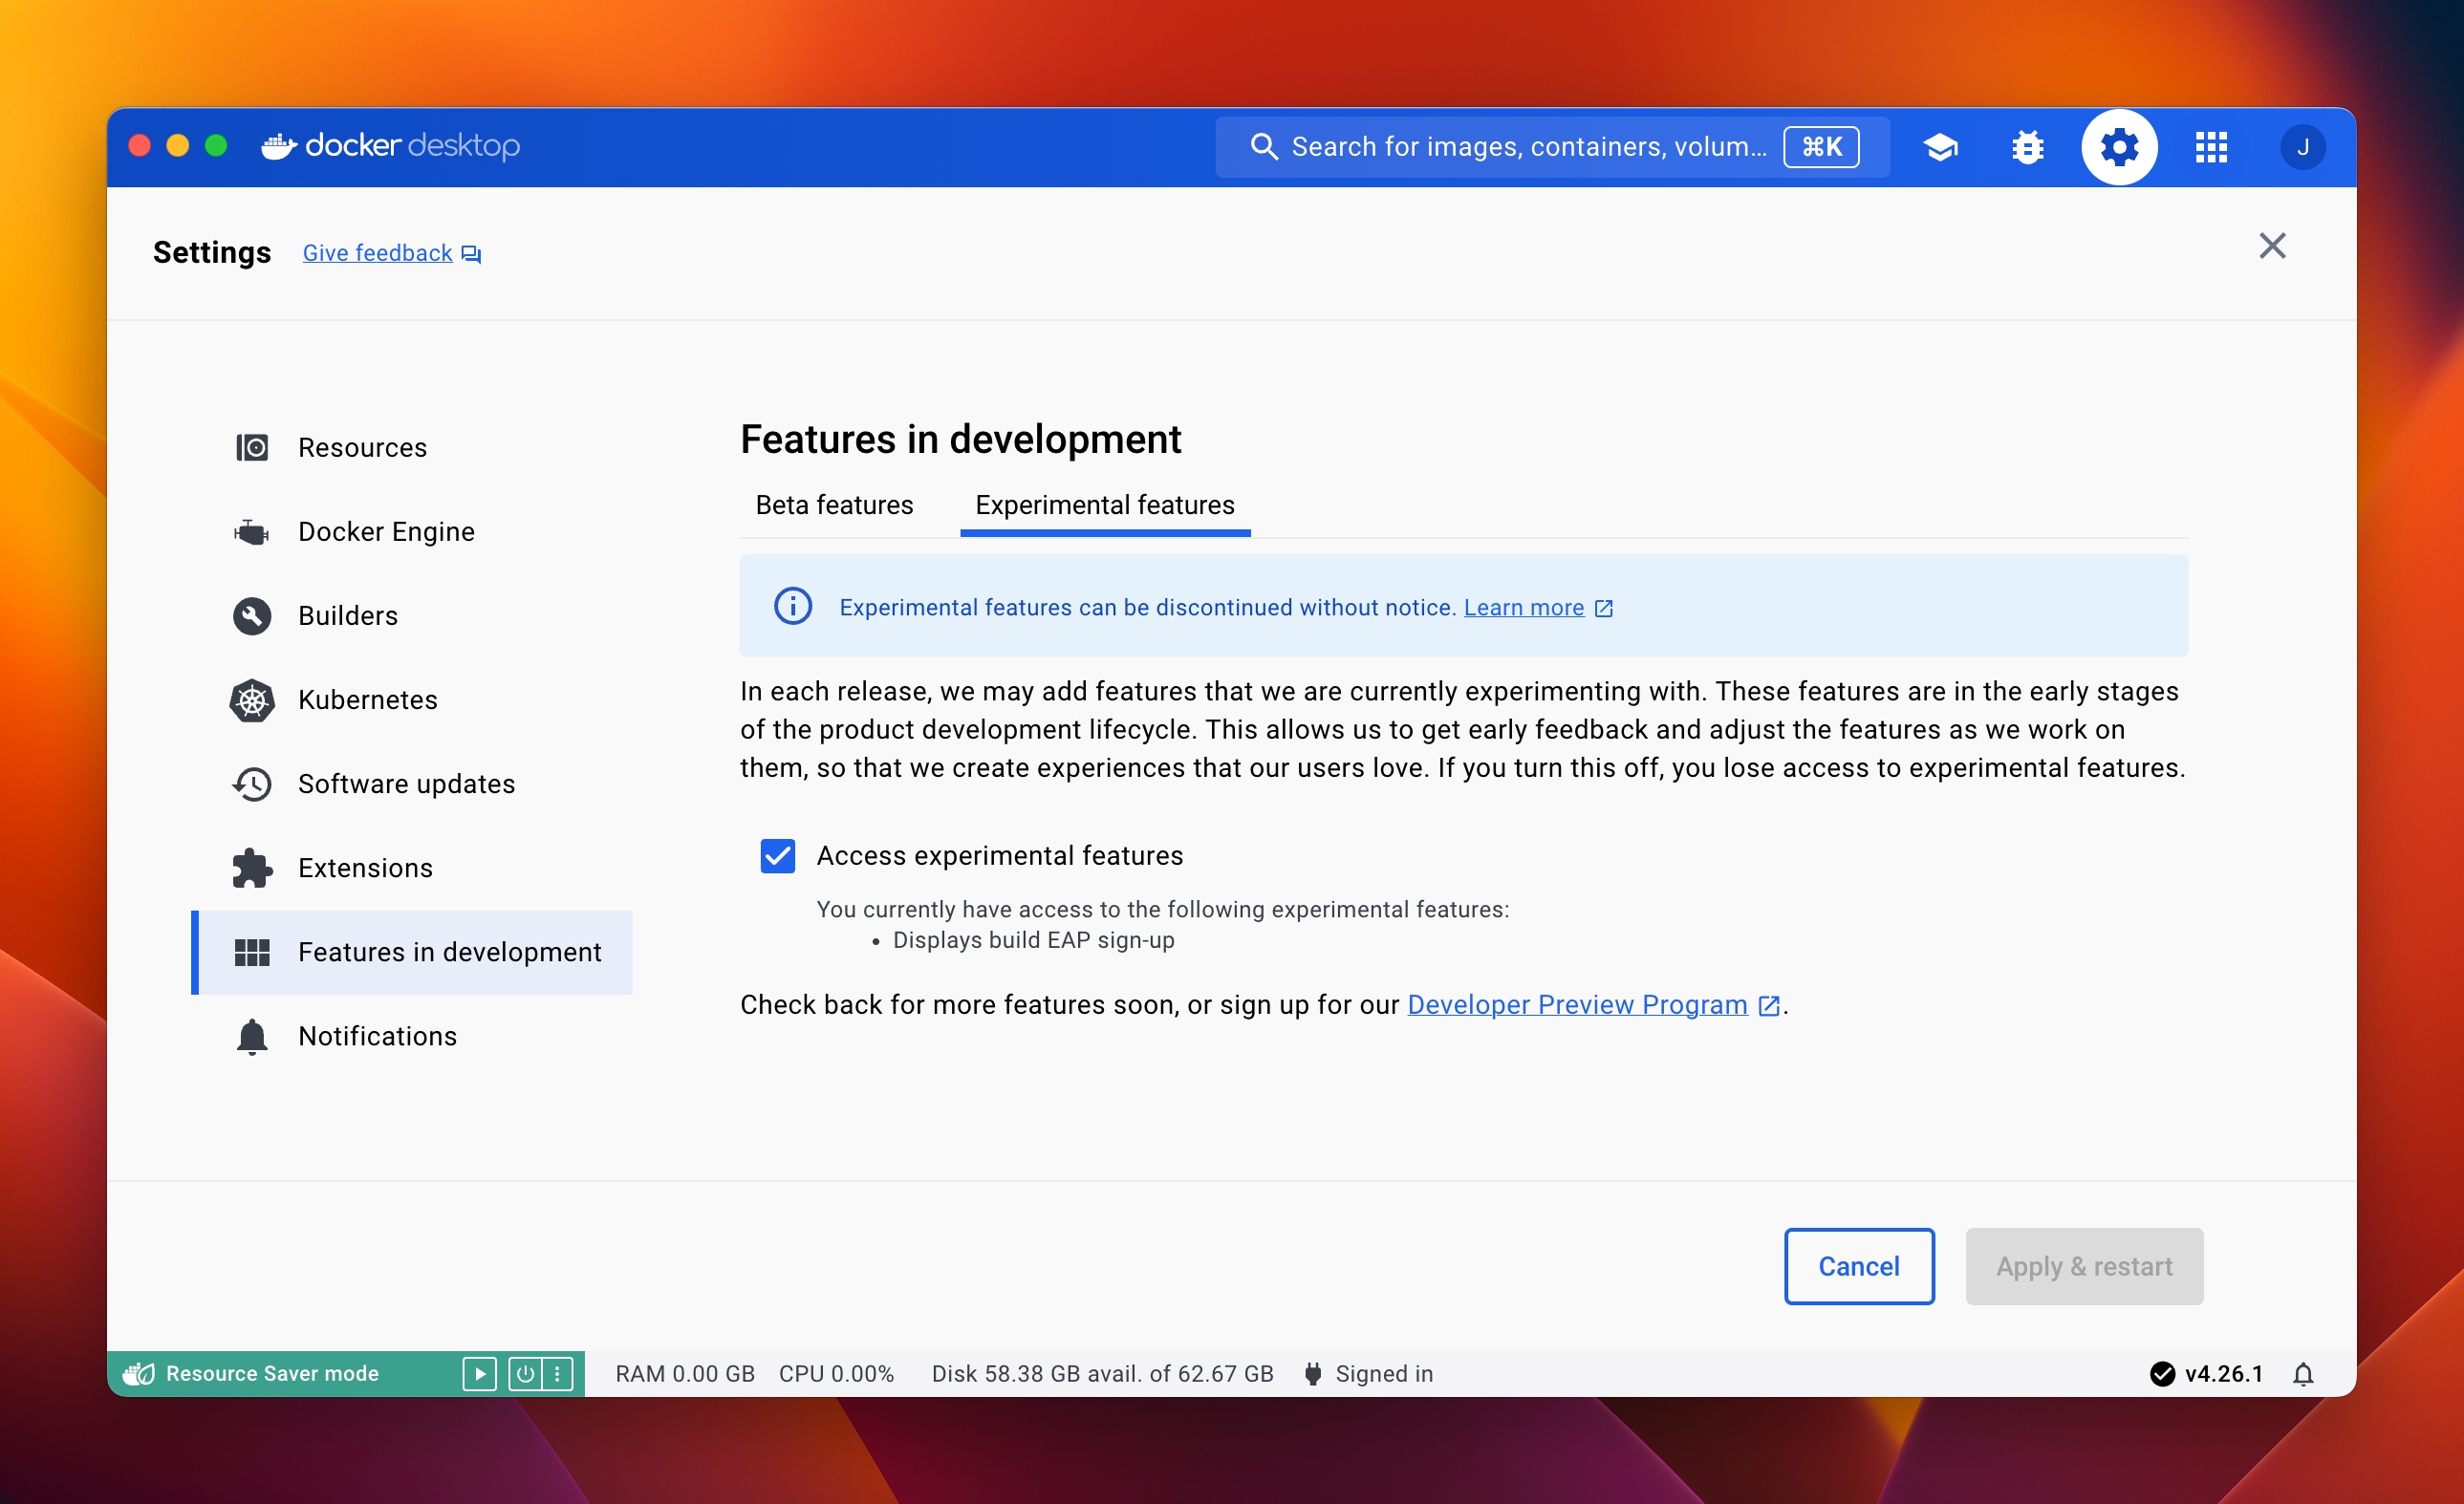 docker desktop
Search for images, containers, volum... ⌘K
J
Settings
Give feedback
Resources
Docker Engine
Builders
Kubernetes
Software updates
Extensions
Features in development
Notifications
Features in development
Beta features
Experimental features
Experimental features can be discontinued without notice. Learn more
In each release, we may add features that we are currently experimenting with. These features are in the early stages
of the product development lifecycle. This allows us to get early feedback and adjust the features as we work on
them, so that we create experiences that our users love. If you turn this off, you lose access to experimental features.
Access experimental features
You currently have access to the following experimental features:
• Displays build EAP sign-up
Check back for more features soon, or sign up for our Developer Preview Program.
Cancel
Apply & restart
Resource Saver mode
RAM 0.00 GB CPU 0.00% Disk 58.38 GB avail. of 62.67 GB Signed in
v4.26.1